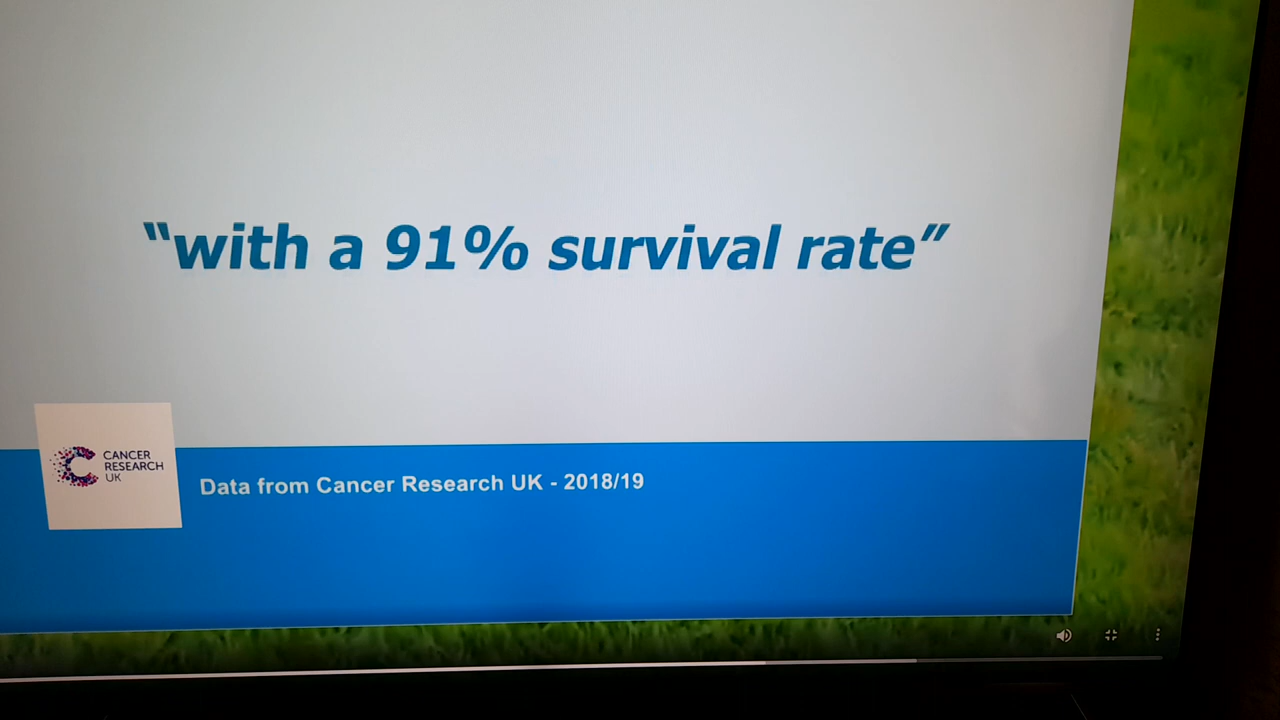 “with a 91% survival rate”
CANCER
RESEARCH
UK
Data from Cancer Research UK - 2018/19